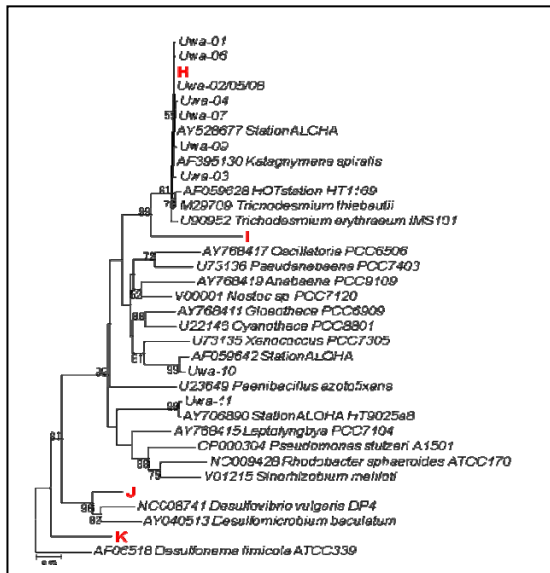 Uwa-01
Uwa-06
H
Uwa-02/05/08
Uwa-04
Uwa-07
AY528677 StationALOHA
Uwa-09
AF395130 Katagnymene spiralis
Uwa-03
AF059628 HOTstation HT1169
M29709 Trichodesmium thiebautii
U90952 Trichodesmium erythraeum IMS101
I
AY768417 Oscillatoria PCC6506
U73136 Pseudanabaena PCC7403
AY768419 Anabaena PCC9109
V00001 Nostoc sp PCC7120
AY768411 Gloeothece PCC6909
U22146 Cyanothece PCC8801
U73135 Xenococcus PCC7305
AF059642 StationALOHA
Uwa-10
U23649 Paenibacillus azotofixans
Uwa-11
AY706890 StationALOHA HT9025a8
AY768415 Leptolyngbya PCC7104
CP000304 Pseudomonas stutzeri A1501
NC009428 Rhodobacter sphaeroides ATCC170
V01215 Sinorhizobium meliloti
J
NC008741 Desulfovibrio vulgaris DP4
AY040513 Desulfomicrobium baculatum
K
AF06518 Desulfonema limicola ATCC339